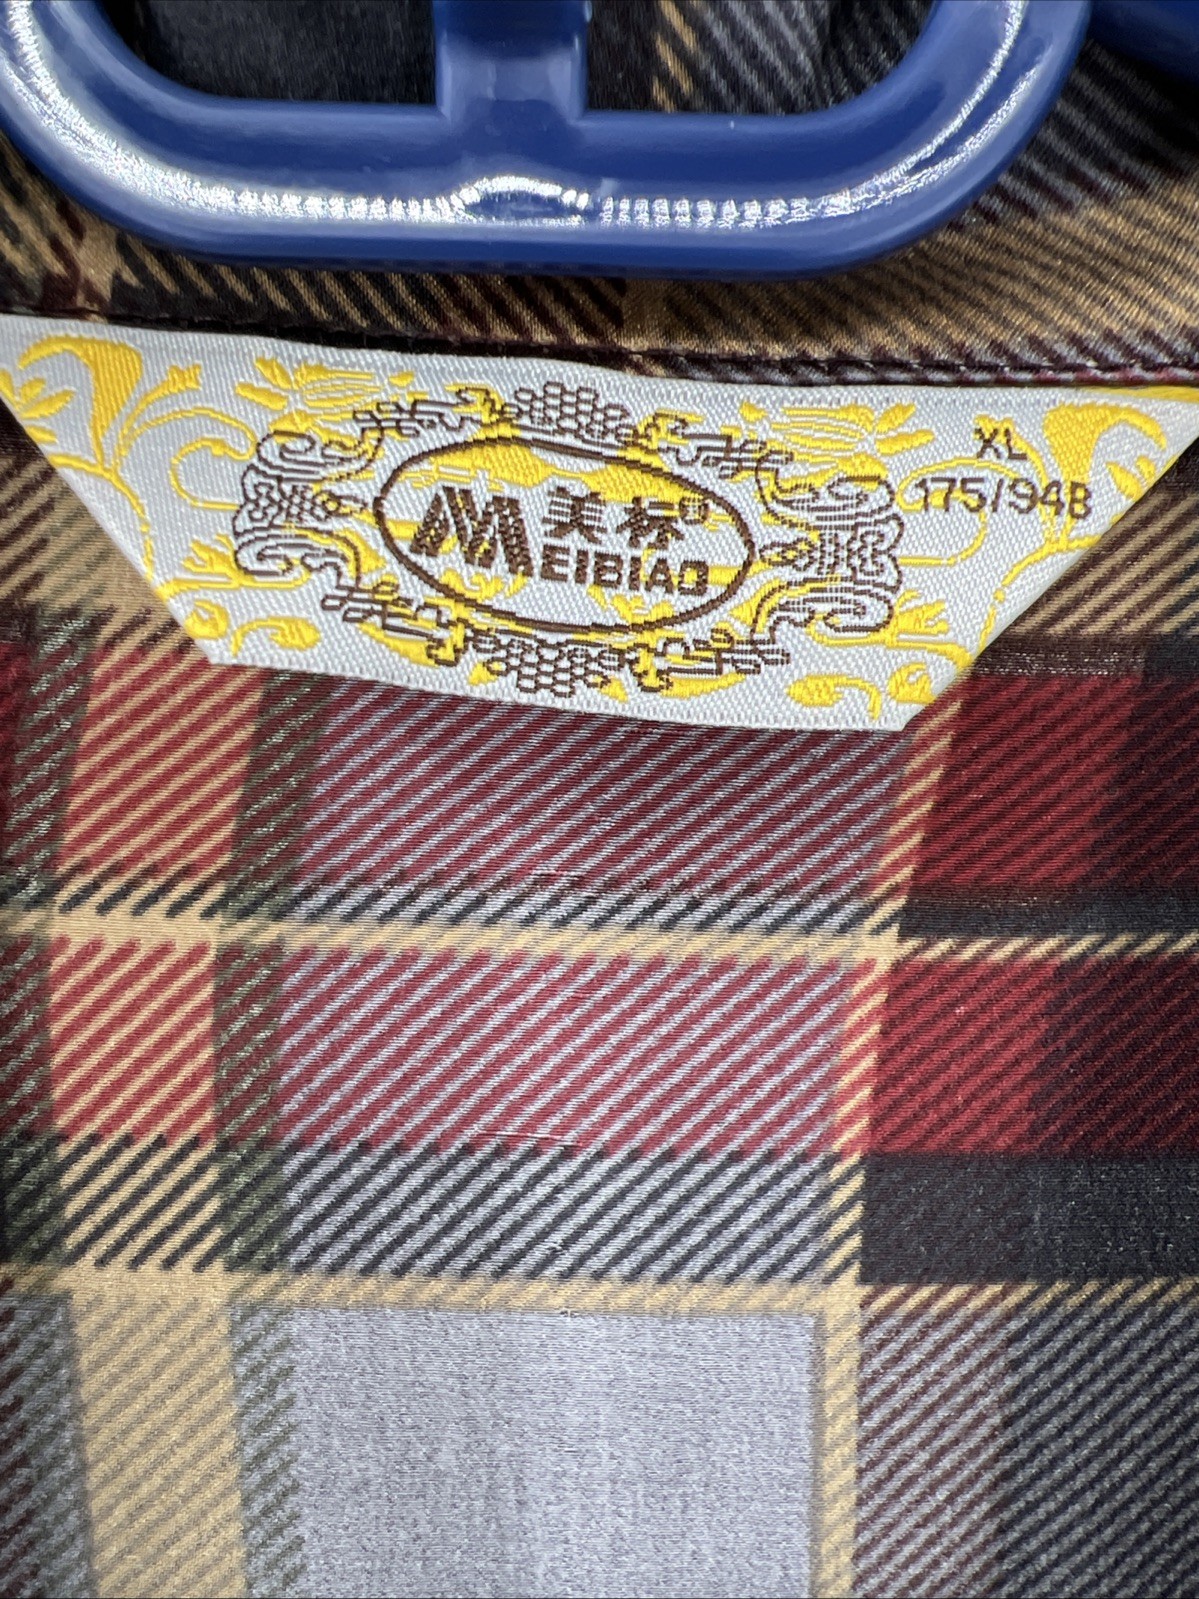 美标®
MEIBIAO
XL
175/94B